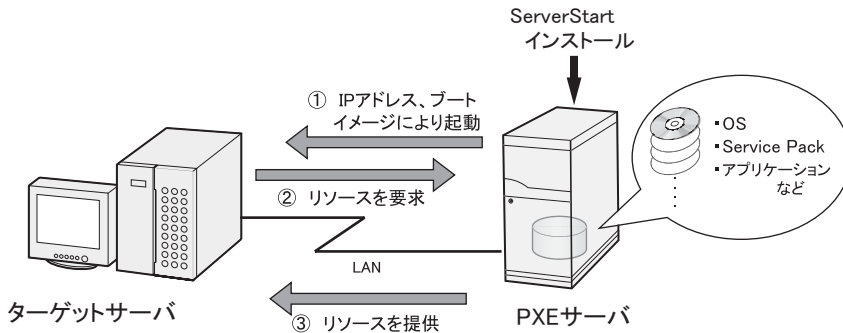 ServerStart
インストール
① IPアドレス、ブート
イメージにより起動
② リソースを要求
・OS
・Service Pack
・アプリケーション
など
LAN
③ リソースを提供
ターゲットサーバ
PXEサーバ